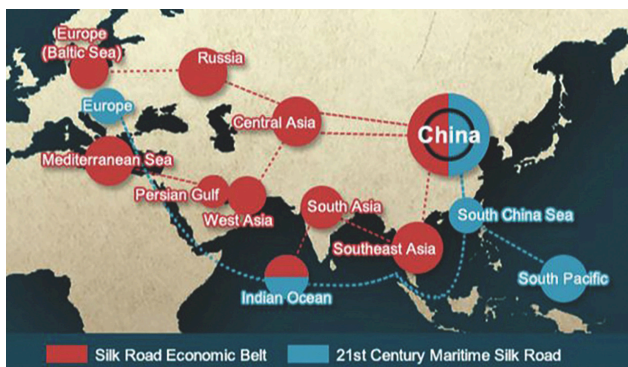 Europe
(Baltic Sea)
Russia
Europe
Central Asia
China
Mediterranean Sea
Persian Gulf
West Asia
South Asia
South China Sea
Southeast Asia
South Pacific
Indian Ocean
Silk Road Economic Belt
21st Century Maritime Silk Road